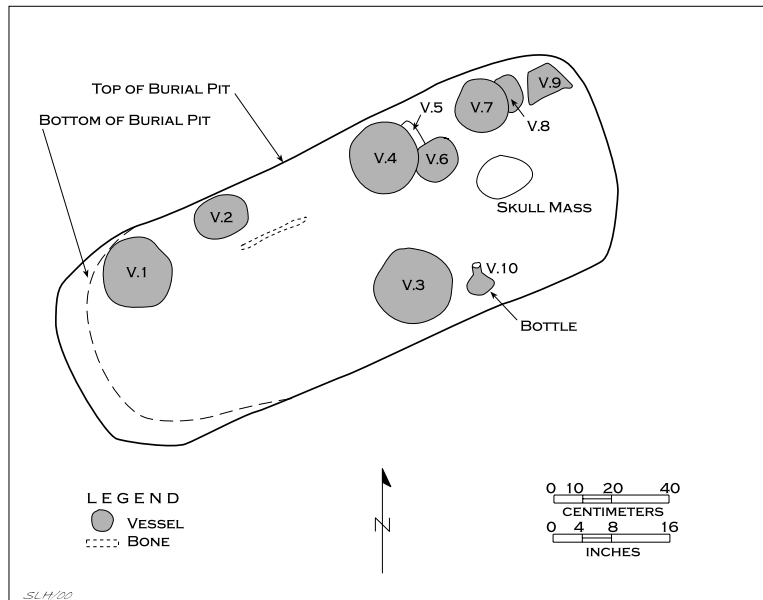 Top of Burial Pit
Bottom of Burial Pit
V.5
V.9
V.7
V.8
V.4
V.6
V.2
Skull Mass
V.1
V.10
V.3
Bottle
LEGEND
Vessel
Bone
N
0 10 20 40
CENTIMETERS
0 4 8 16
INCHES
SLH/00